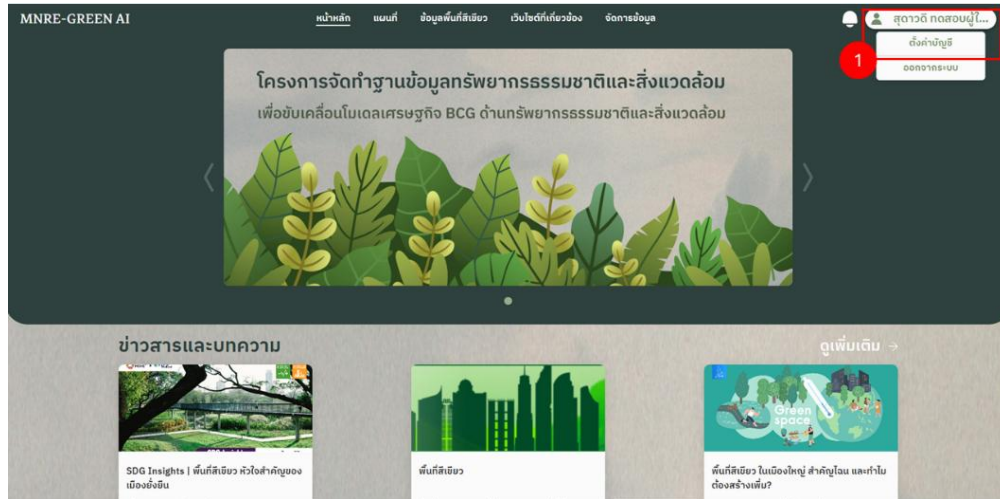 MNRE-GREEN AI
หน้าหลัก
แผนที่
ข้อมูลพื้นที่สีเขียว
เว็บไซต์ที่เกี่ยวข้อง
จัดการข้อมูล
สุดาวดี ทดสอบผู้ใ...
1
ตั้งค่าบัญชี
ออกจากระบบ
โครงการจัดทำฐานข้อมูลทรัพยากรธรรมชาติและสิ่งแวดล้อม
เพื่อขับเคลื่อนโมเดลเศรษฐกิจ BCG ด้านทรัพยากรธรรมชาติและสิ่งแวดล้อม
ข่าวสารและบทความ
ดูเพิ่มเติม →
Green
space
SDG Insights | พื้นที่สีเขียว หัวใจสำคัญของ
เมืองยั่งยืน
พื้นที่สีเขียว
พื้นที่สีเขียว ในเมืองใหญ่ สำคัญไฉน และทำไม
ต้องสร้างเพิ่ม?